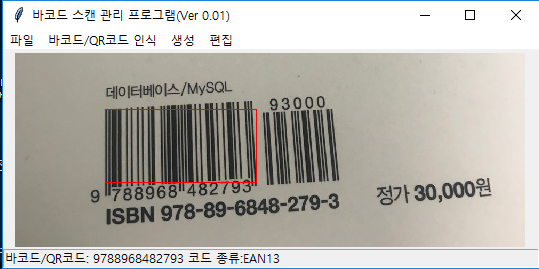 바코드 스캔 관리 프로그램(Ver 0.01)
파일 바코드/QR코드 인식 생성 편집
데이터베이스/MySQL
93000
9 788968 482793
ISBN 978-89-6848-279-3
정가 30,000원
바코드/QR코드: 9788968482793 코드 종류:EAN13